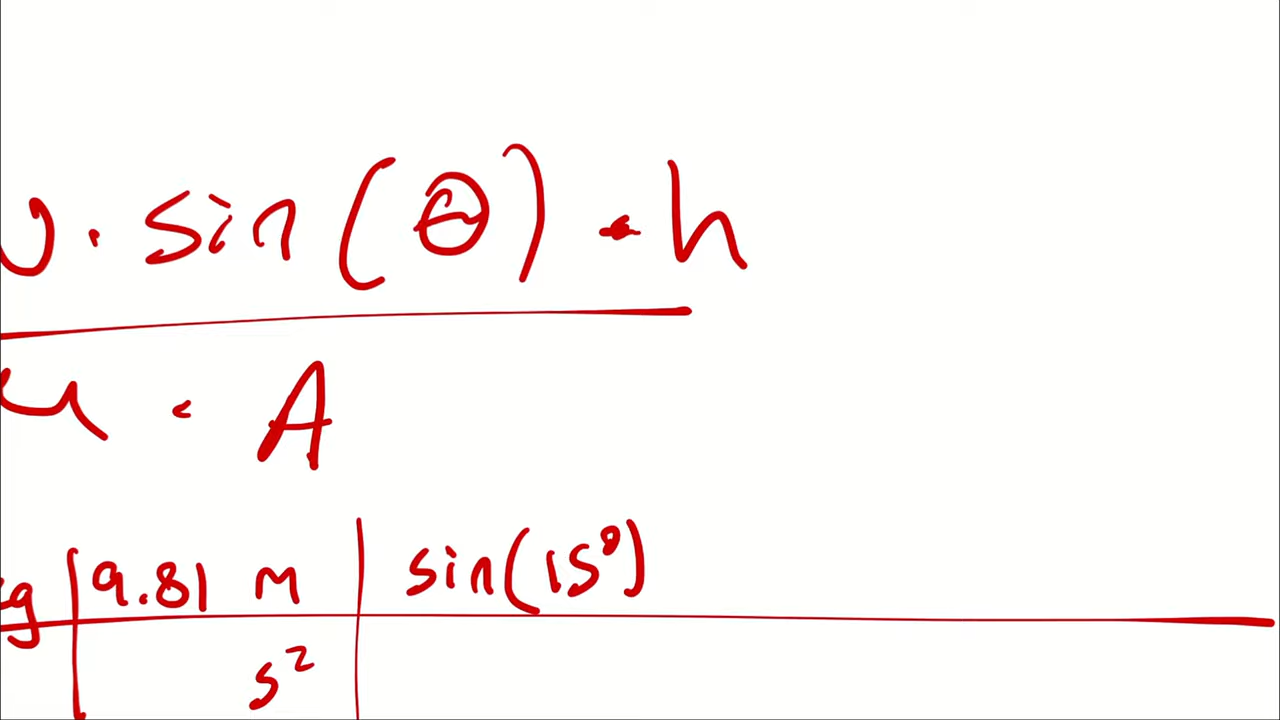 · sin(θ) · h
μ · A
g | 9.81 m | sin(15°)
s²